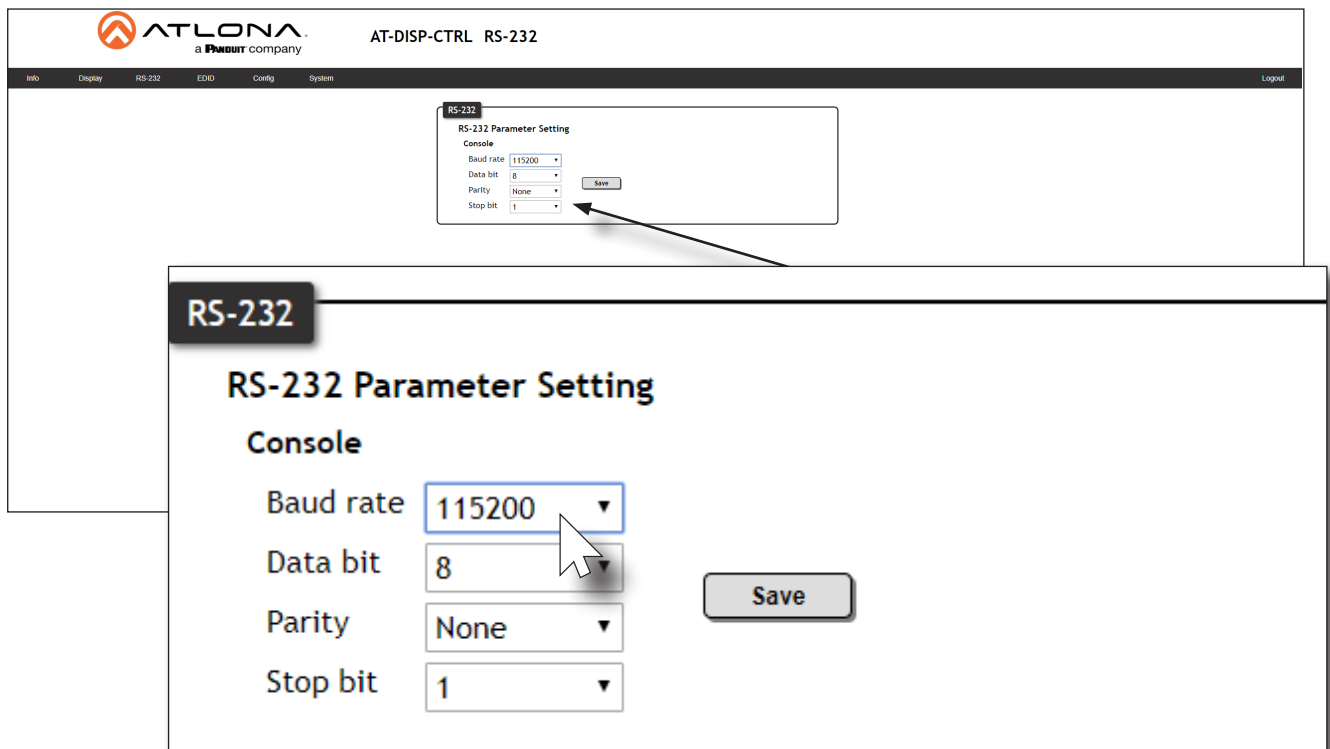 ATLONA.
a PANDUIT company
AT-DISP-CTRL RS-232
Info Display RS-232 EDID Config System Logout
RS-232
RS-232 Parameter Setting
Console
Baud rate 115200
Data bit 8
Save
Parity None
Stop bit 1
RS-232
RS-232 Parameter Setting
Console
Baud rate 115200
Data bit 8
Save
Parity None
Stop bit 1